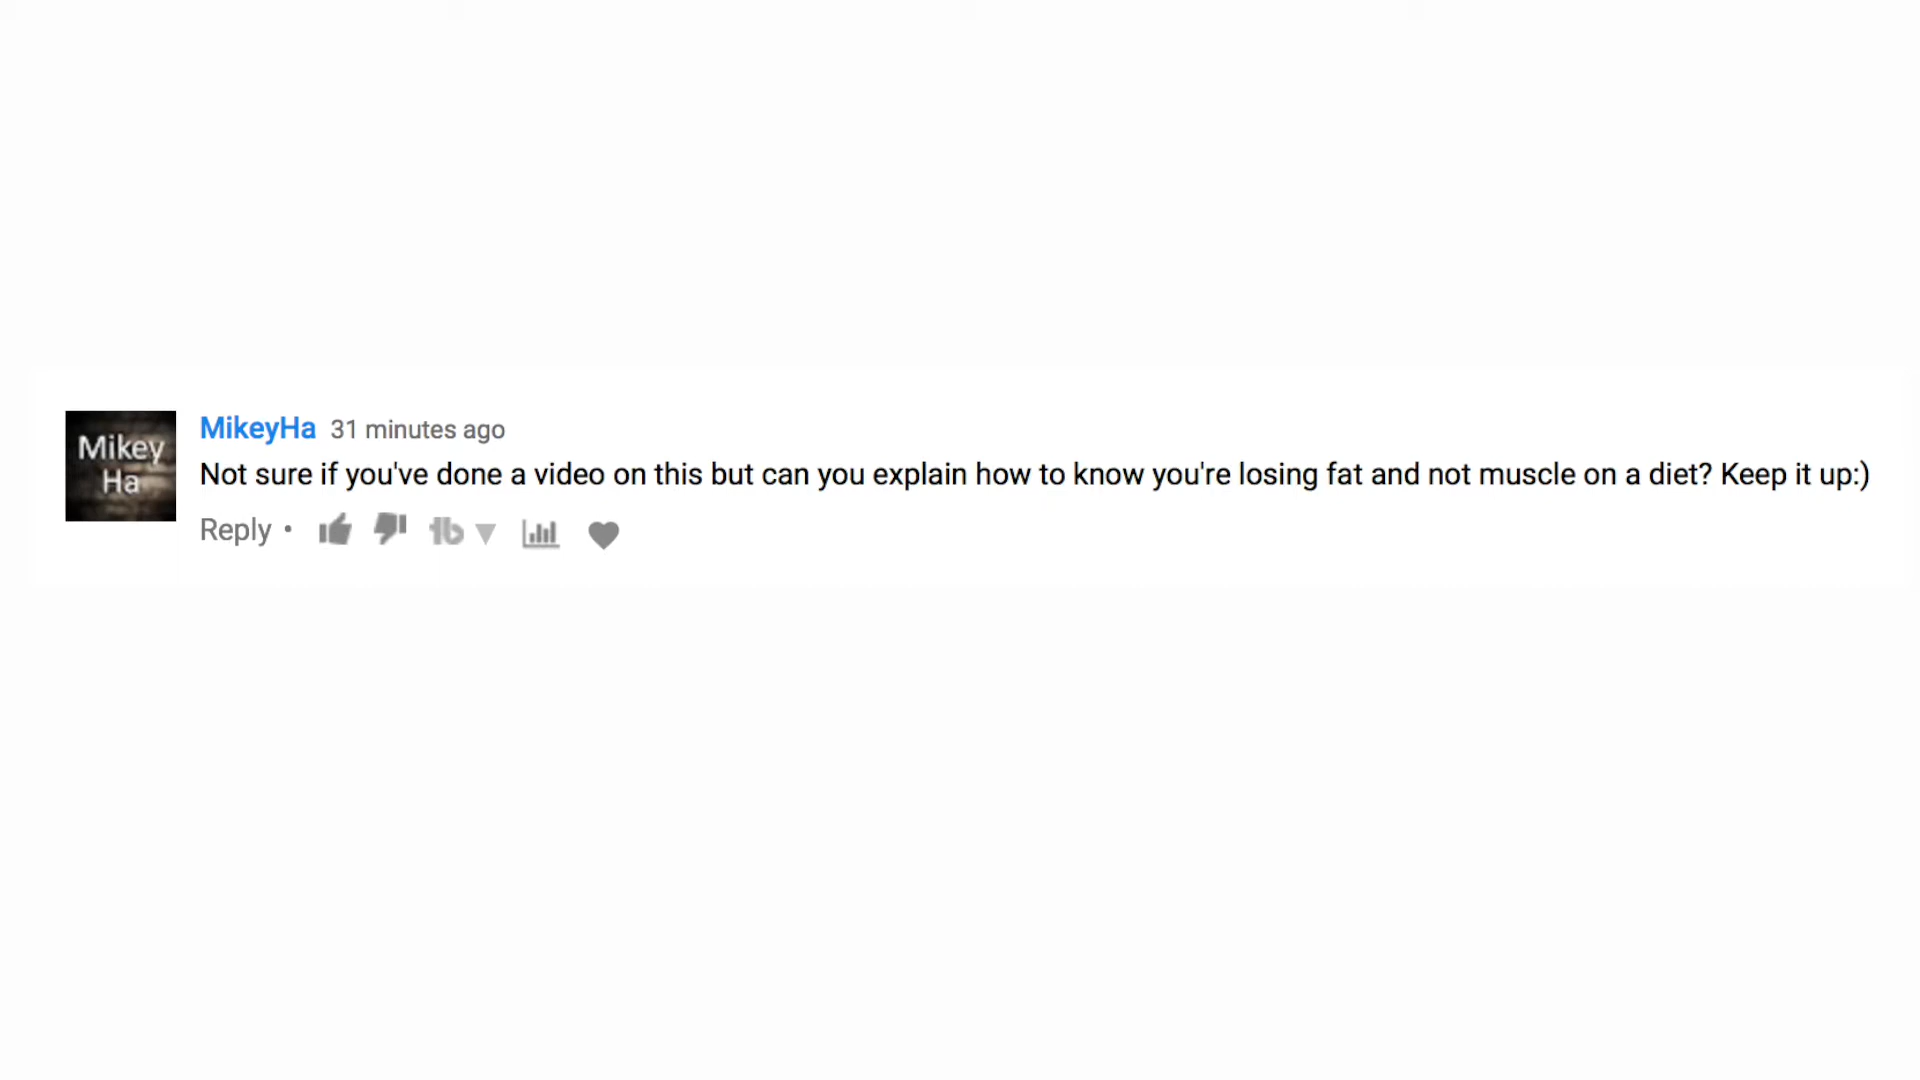 Mikey
Ha
MikeyHa 31 minutes ago
Not sure if you've done a video on this but can you explain how to know you're losing fat and not muscle on a diet? Keep it up:)
Reply •